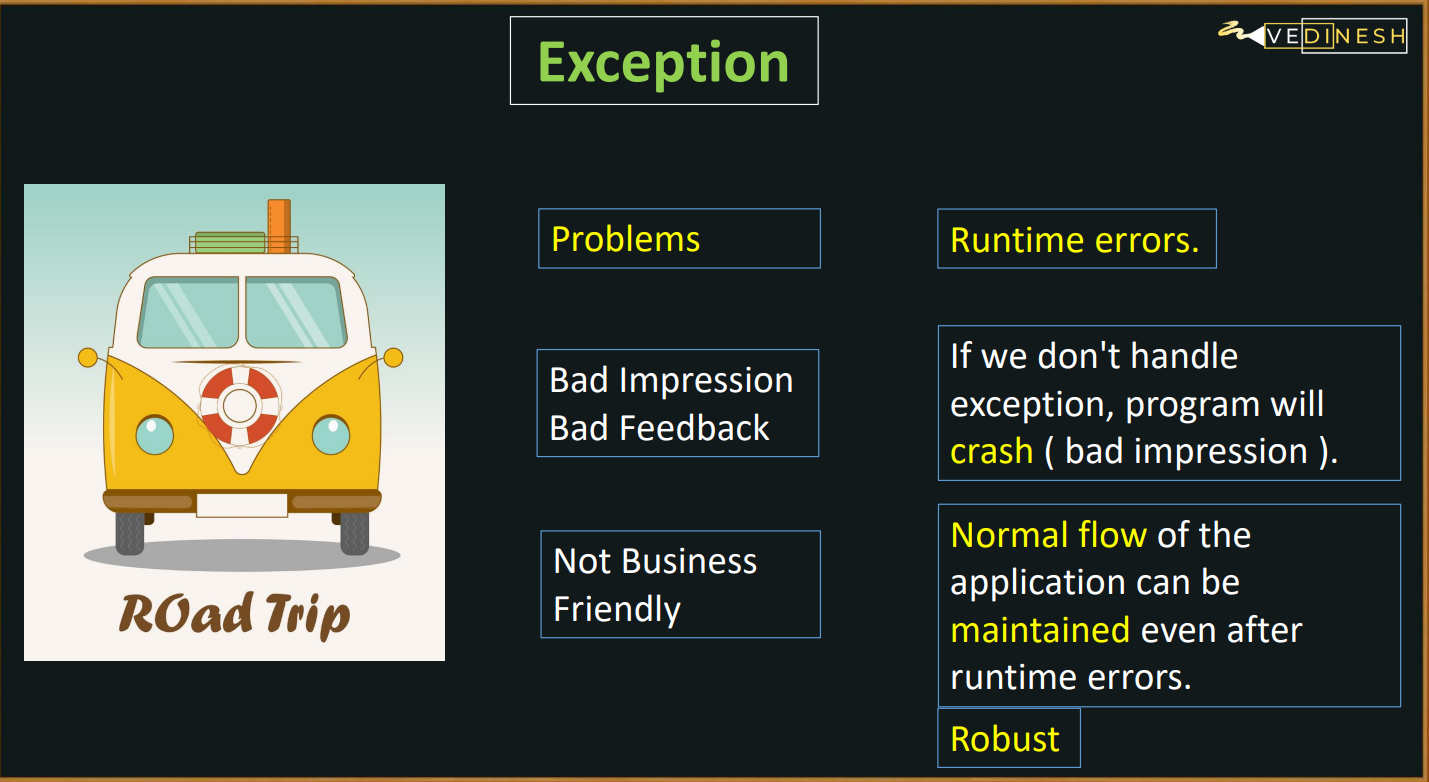 Exception
VEDINESH
ROad Trip
Problems
Bad Impression
Bad Feedback
Not Business
Friendly
Runtime errors.
If we don't handle
exception, program will
crash ( bad impression ).
Normal flow of the
application can be
maintained even after
runtime errors.
Robust